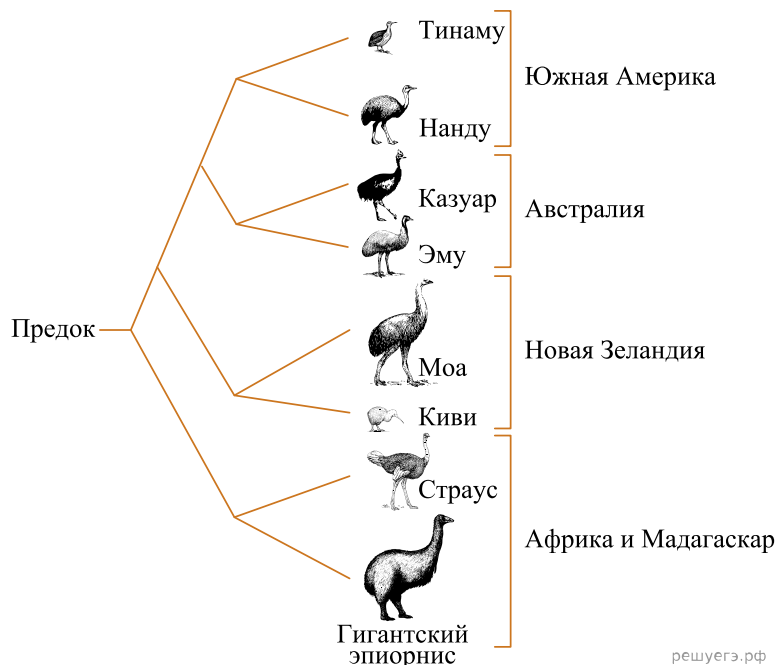 Тинаму
Южная Америка
Нанду
Казуар
Австралия
Эму
Предок
Моа
Новая Зеландия
Киви
Страус
Африка и Мадагаскар
Гигантский
эпиорнис
решуегэ.рф